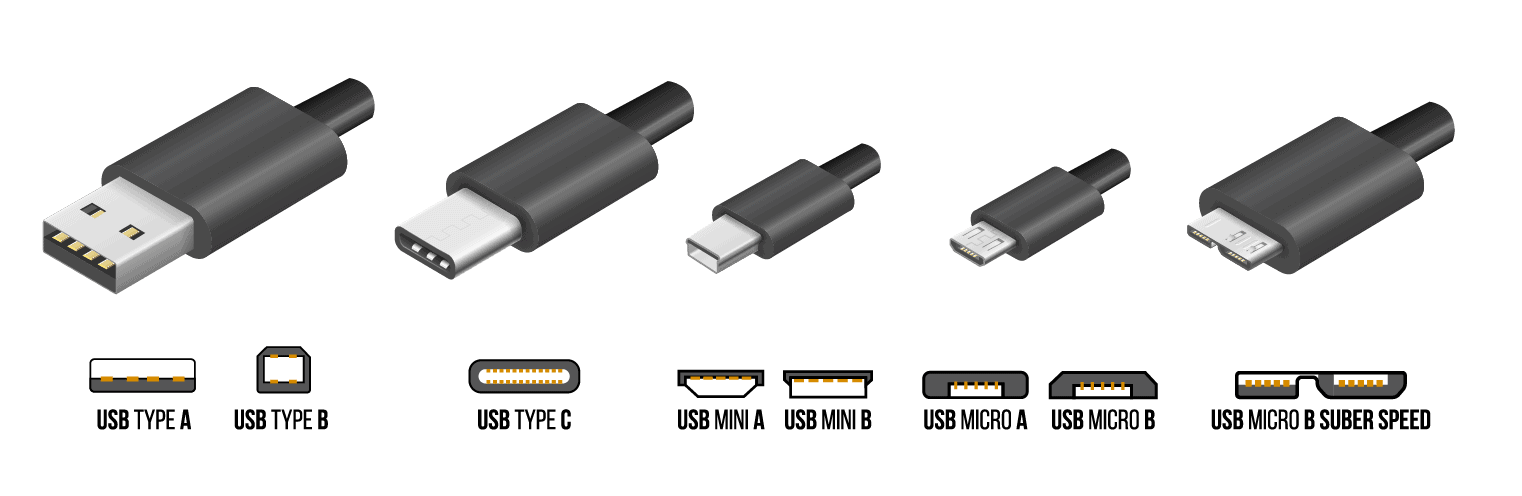 USB TYPE A
USB TYPE B
USB TYPE C
USB MINI A
USB MINI B
USB MICRO A
USB MICRO B
USB MICRO B SUBER SPEED